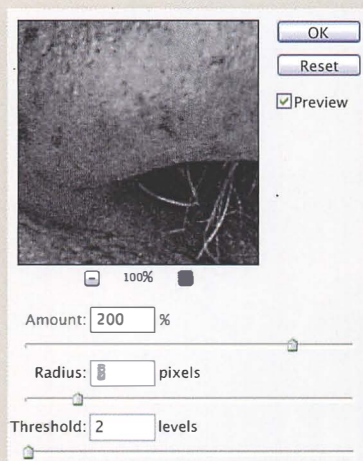 OK
Reset
Preview
100%
Amount: 200 %
Radius: pixels
Threshold: 2 levels